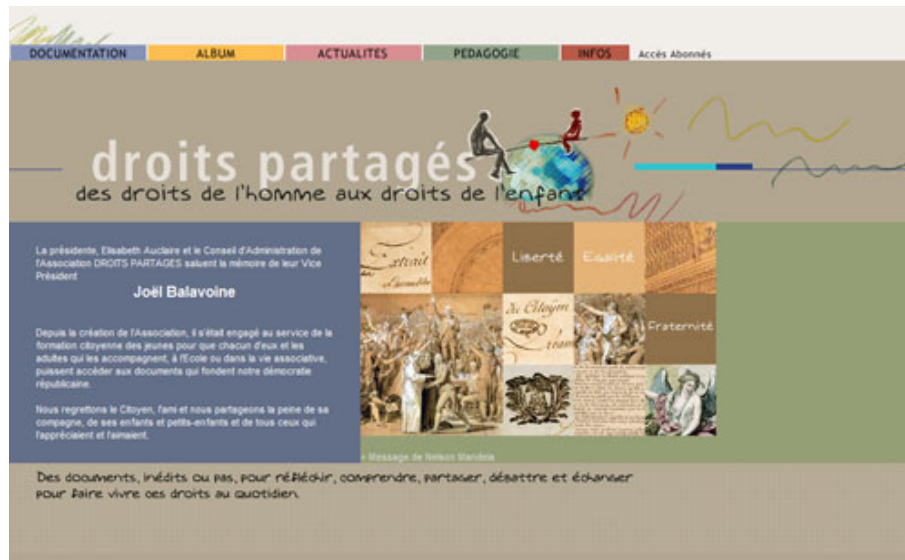 DOCUMENTATION ALBUM ACTUALITES PEDAGOGIE INFOS Accès Abonnés
droits partagés
des droits de l'homme aux droits de l'enfant
La présidente, Elisabeth Auclaire et le Conseil d'Administration de
l'Association DROITS PARTAGES saluent la mémoire de leur Vice
Président
Joël Balavoine
Depuis la création de l'Association, il s'était engagé au service de la
formation citoyenne des jeunes pour que chacun d'eux et les
adultes qui les accompagnent, à l'Ecole ou dans la vie associative,
puissent accéder aux documents qui fondent notre démocratie
républicaine.
Nous regrettons le Citoyen, l'ami et nous partageons la peine de sa
compagne, de ses enfants et petits-enfants et de tous ceux qui
l'appréciaient et l'aimaient.
Extrait
Liberté
Egalité
du Citoyen
Fraternité
> Message de Nelson Mandela
Des documents, inédits ou pas, pour réfléchir, comprendre, partager, débattre et échanger
pour faire vivre ces droits au quotidien.